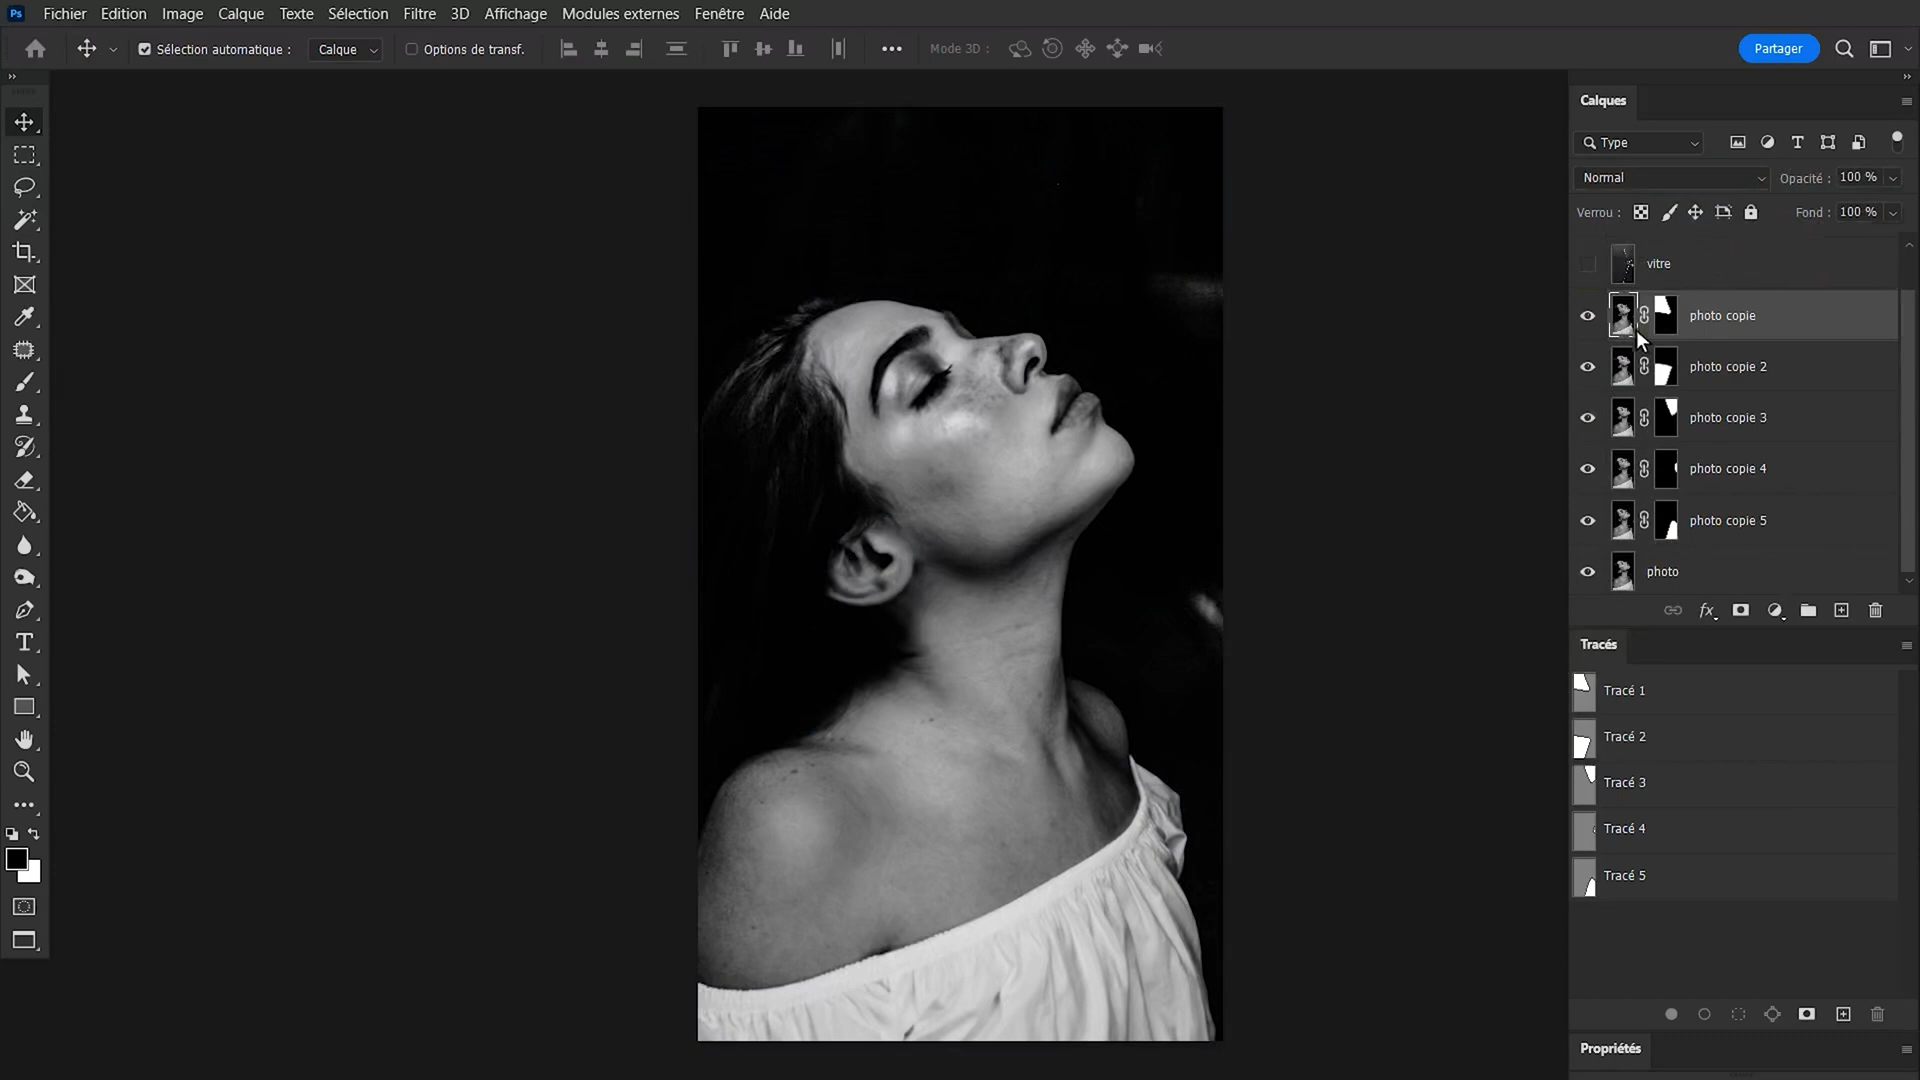 Ps Fichier Edition Image Calque Texte Sélection Filtre 3D Affichage Modules externes Fenêtre Aide
Sélection automatique : Calque Options de transf. Mode 3D : Partager
Calques
Type
Normal Opacité : 100 %
Verrou : Fond : 100 %
vitre
photo copie
photo copie 2
photo copie 3
photo copie 4
photo copie 5
photo
fx
Tracés
Tracé 1
Tracé 2
Tracé 3
Tracé 4
Tracé 5
Propriétés